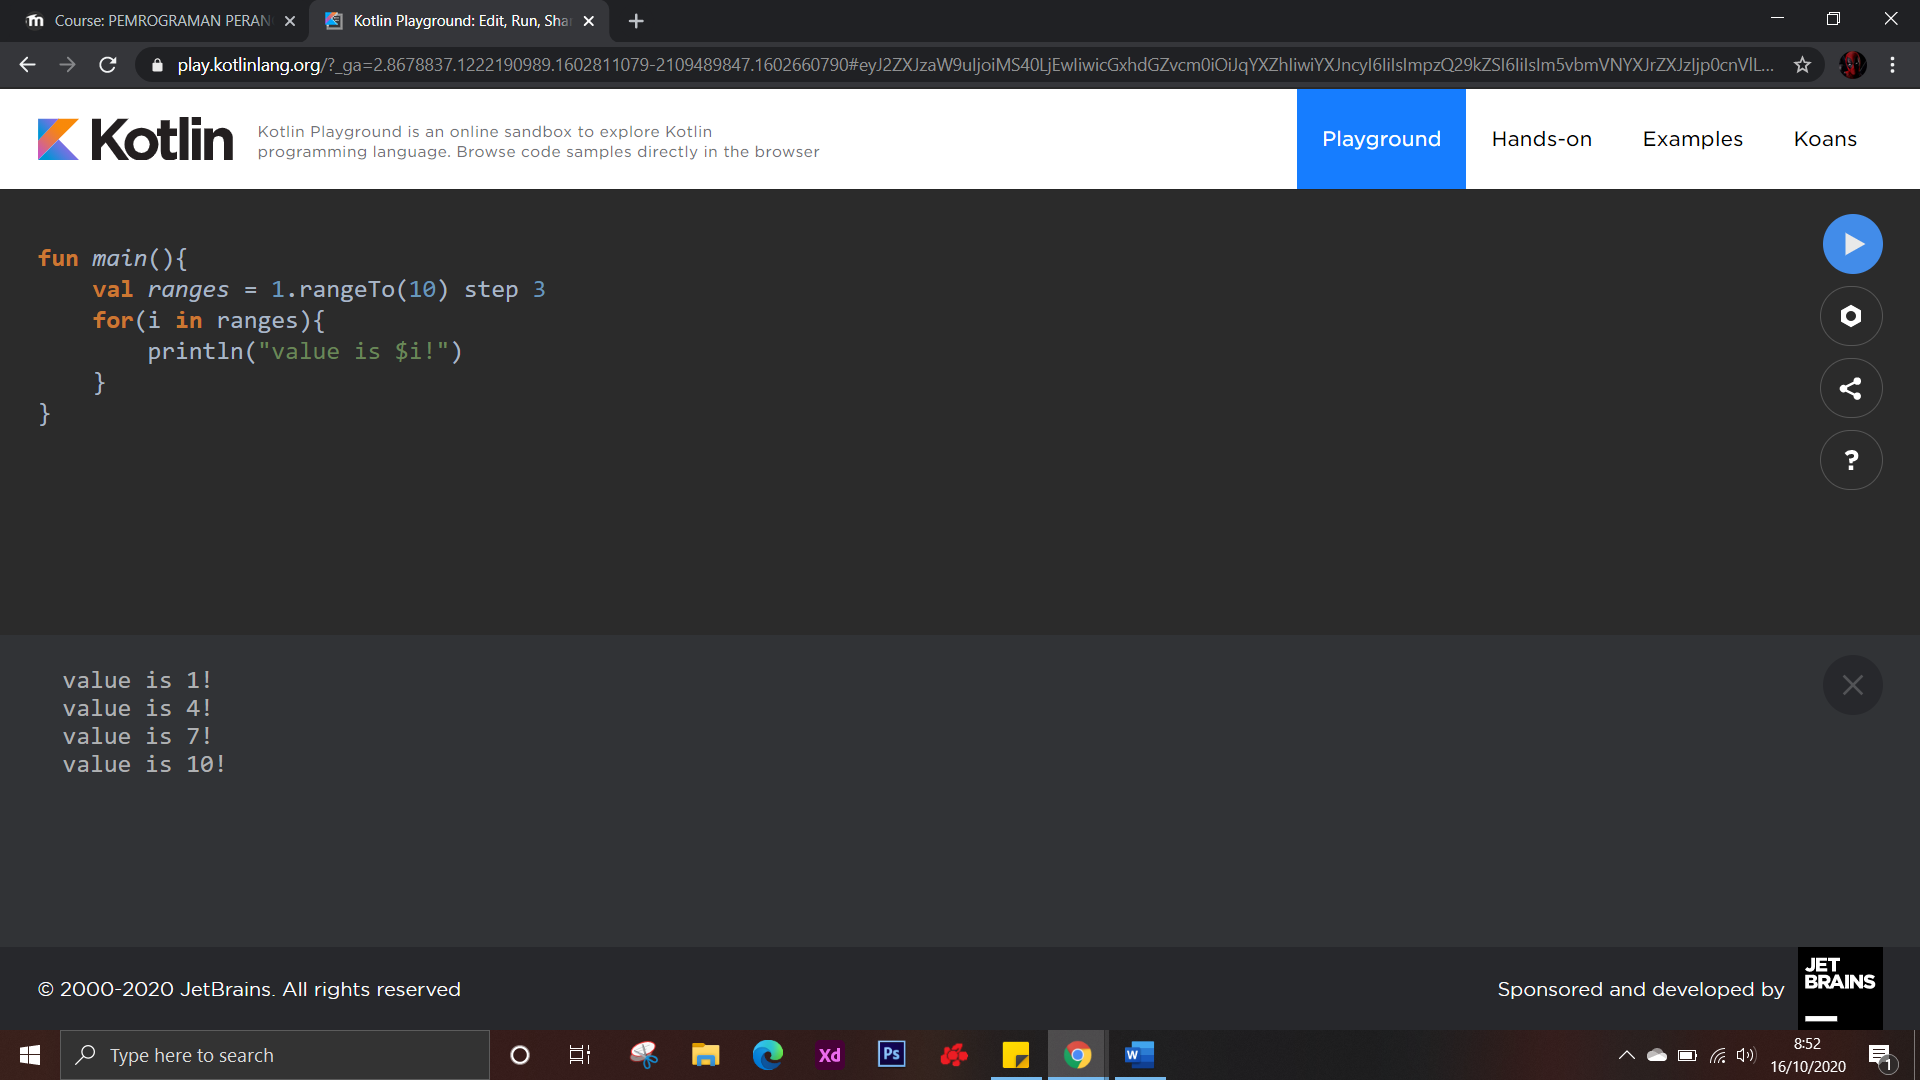 Course: PEMROGRAMAN PERAN
Kotlin Playground: Edit, Run, Shar
play.kotlinlang.org/?_ga=2.8678837.1222190989.1602811079-2109489847.1602660790#eyJ2ZXJzaW9uIjoiMS40LjEwIiwicGxhdGZvcm0iOiJqYXZhIiwiYXJncyI6IiIsImpzQ29kZSI6IiIsIm5vbmVNYXJrZXJzIjp0cnVlL...
Kotlin
Kotlin Playground is an online sandbox to explore Kotlin
programming language. Browse code samples directly in the browser
Playground
Hands-on
Examples
Koans
fun main(){
val ranges = 1.rangeTo(10) step 3
for(i in ranges){
println("value is $i!")
}
}
?
value is 1!
value is 4!
value is 7!
value is 10!
© 2000-2020 JetBrains. All rights reserved
Sponsored and developed by
JET
BRAINS
Type here to search
Xd
Ps
W
8:52
16/10/2020
1